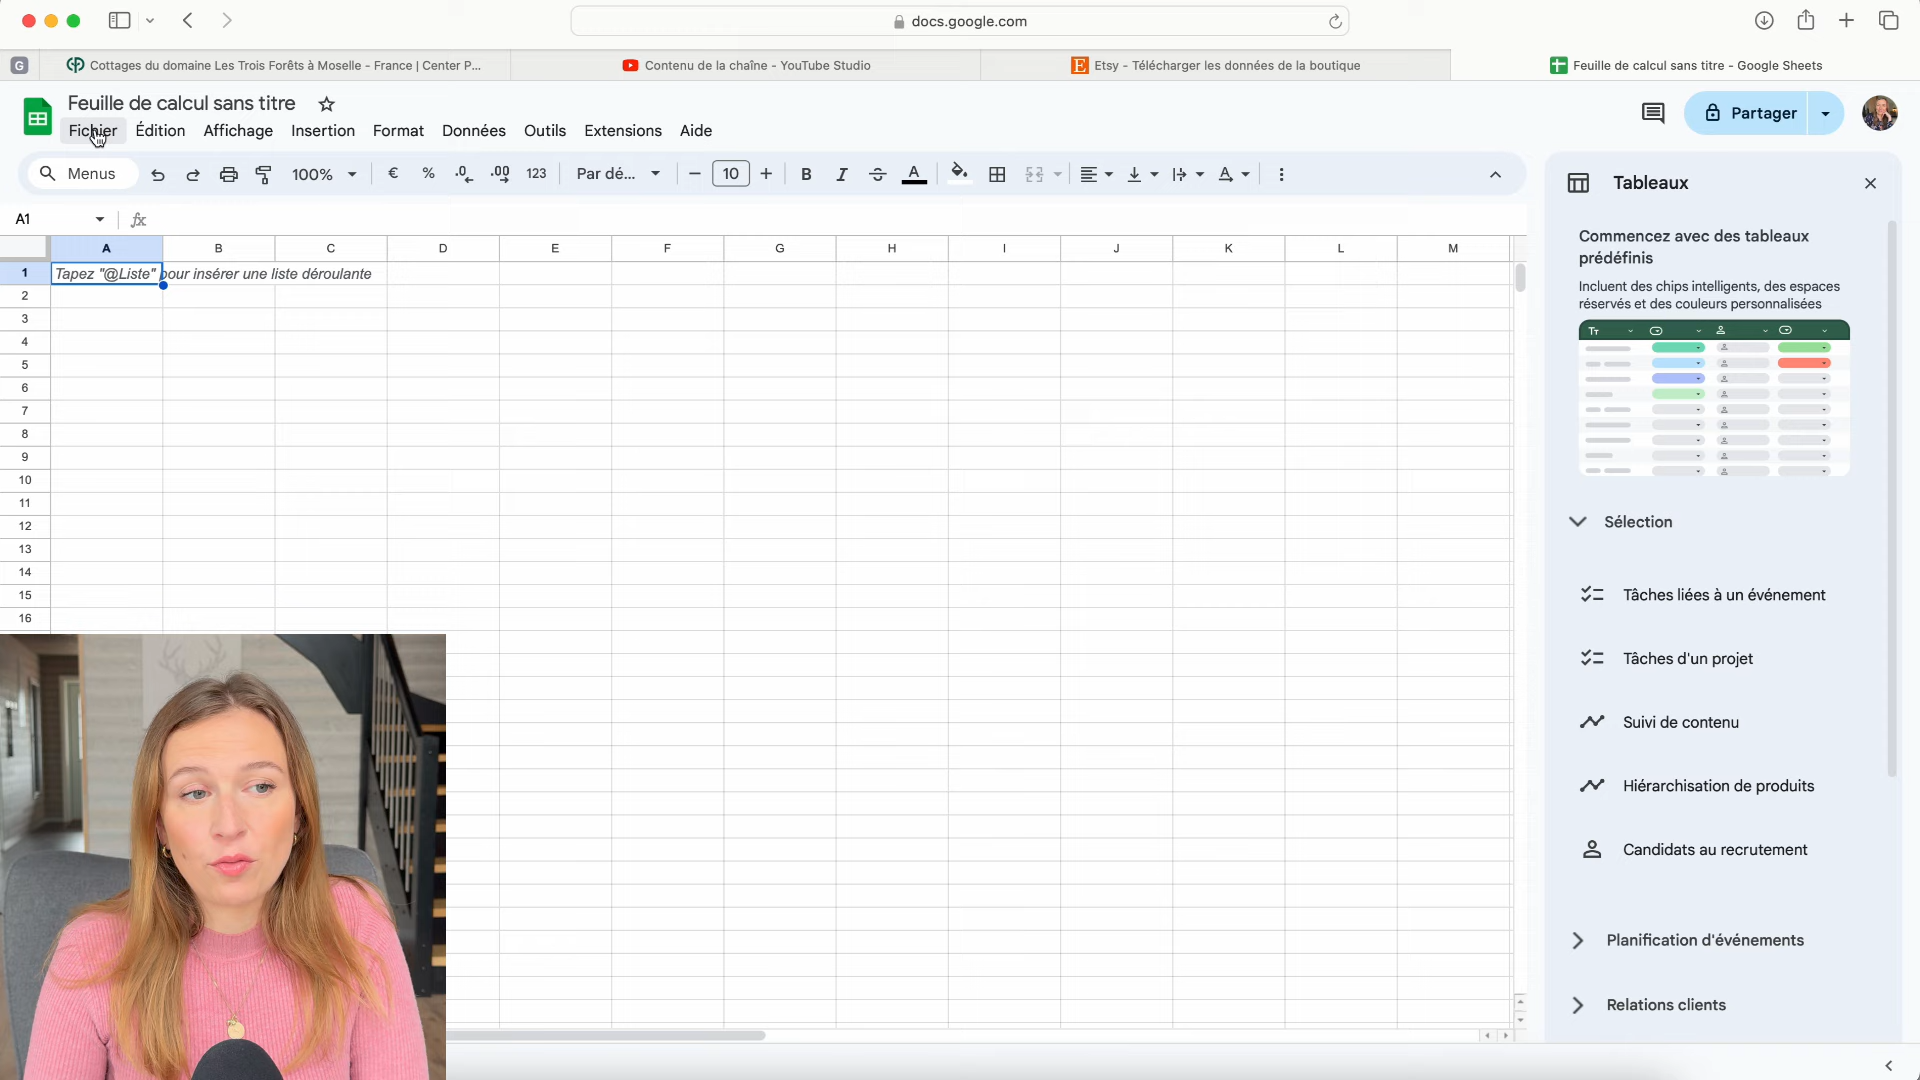 docs.google.com
G
Cottages du domaine Les Trois Forêts à Moselle - France | Center P...
Contenu de la chaîne - YouTube Studio
E
Etsy - Télécharger les données de la boutique
Feuille de calcul sans titre - Google Sheets
Feuille de calcul sans titre
Fichier
Édition
Affichage
Insertion
Format
Données
Outils
Extensions
Aide
Partager
Menus
100%
€
%
.0
.00
123
Par dé...
10
B
I
A
A
A1
fx
A B C D E F G H I J K L M
1
Tapez "@Liste" pour insérer une liste déroulante
2
3
4
5
6
7
8
9
10
11
12
13
14
15
16
Tableaux
Commencez avec des tableaux
prédéfinis
Incluent des chips intelligents, des espaces
réservés et des couleurs personnalisées
Tт
Sélection
Tâches liées à un événement
Tâches d'un projet
Suivi de contenu
Hiérarchisation de produits
Candidats au recrutement
Planification d'événements
Relations clients